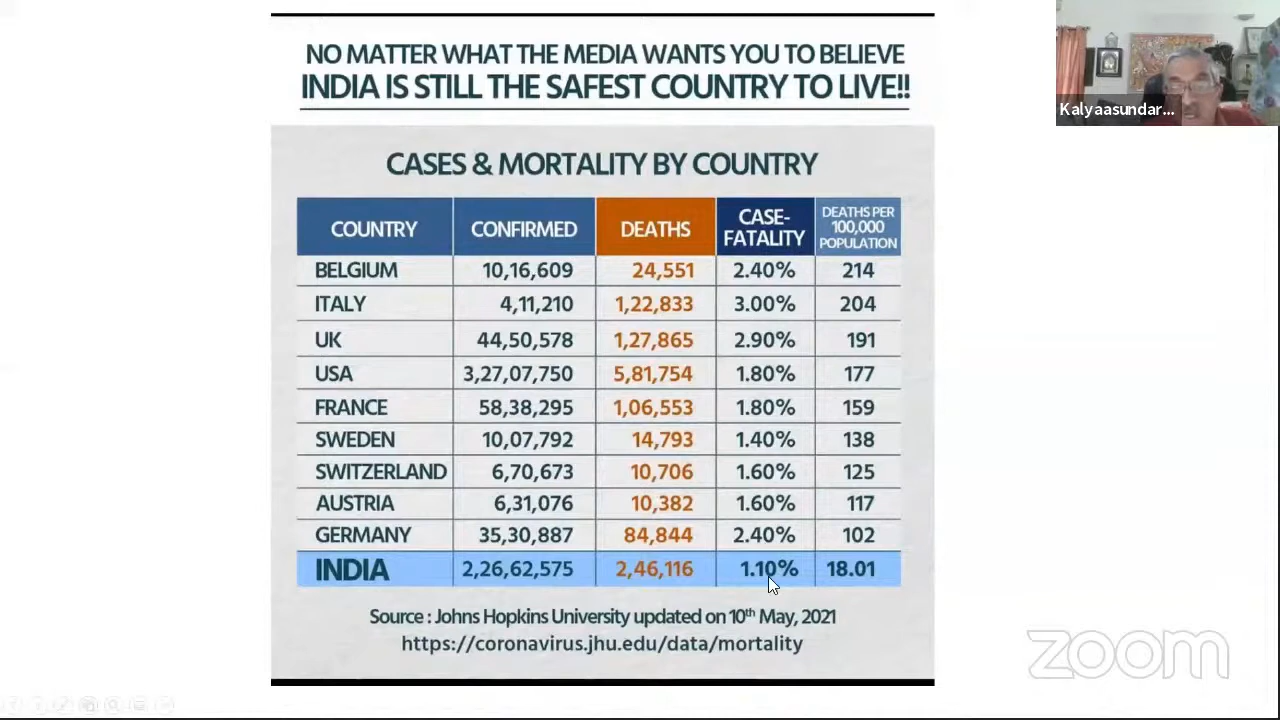 NO MATTER WHAT THE MEDIA WANTS YOU TO BELIEVE
INDIA IS STILL THE SAFEST COUNTRY TO LIVE!!
Kalyaasundar...
CASES & MORTALITY BY COUNTRY
COUNTRY CONFIRMED DEATHS CASE-FATALITY DEATHS PER 100,000 POPULATION
BELGIUM 10,16,609 24,551 2.40% 214
ITALY 4,11,210 1,22,833 3.00% 204
UK 44,50,578 1,27,865 2.90% 191
USA 3,27,07,750 5,81,754 1.80% 177
FRANCE 58,38,295 1,06,553 1.80% 159
SWEDEN 10,07,792 14,793 1.40% 138
SWITZERLAND 6,70,673 10,706 1.60% 125
AUSTRIA 6,31,076 10,382 1.60% 117
GERMANY 35,30,887 84,844 2.40% 102
INDIA 2,26,62,575 2,46,116 1.10% 18.01
Source : Johns Hopkins University updated on 10th May, 2021
https://coronavirus.jhu.edu/data/mortality
zoom